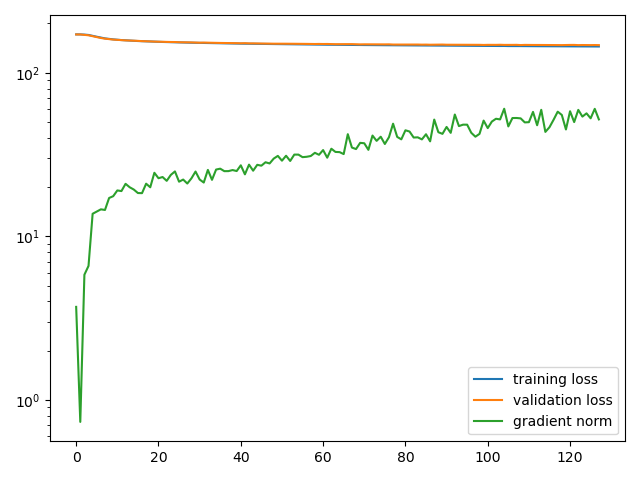 10²
10¹
10⁰
0 20 40 60 80 100 120
training loss
validation loss
gradient norm